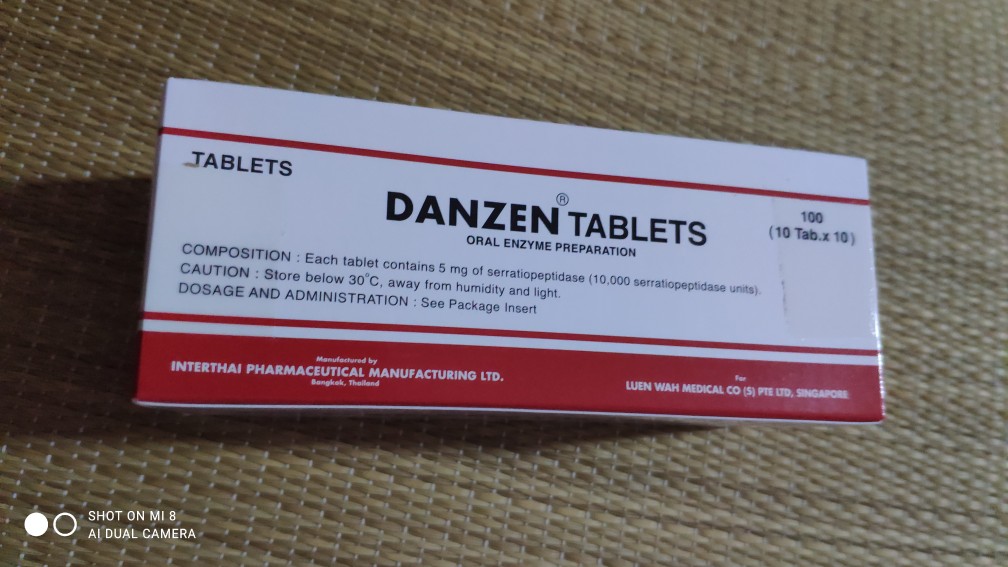 TABLETS
DANZEN® TABLETS
ORAL ENZYME PREPARATION
100
(10 Tab.x 10)
COMPOSITION : Each tablet contains 5 mg of serratiopeptidase (10,000 serratiopeptidase units).
CAUTION : Store below 30°C, away from humidity and light.
DOSAGE AND ADMINISTRATION : See Package Insert
Manufactured by
INTERTHAI PHARMACEUTICAL MANUFACTURING LTD.
Bangkok, Thailand
For
LUEN WAH MEDICAL CO (S) PTE LTD, SINGAPORE
SHOT ON MI 8
AI DUAL CAMERA